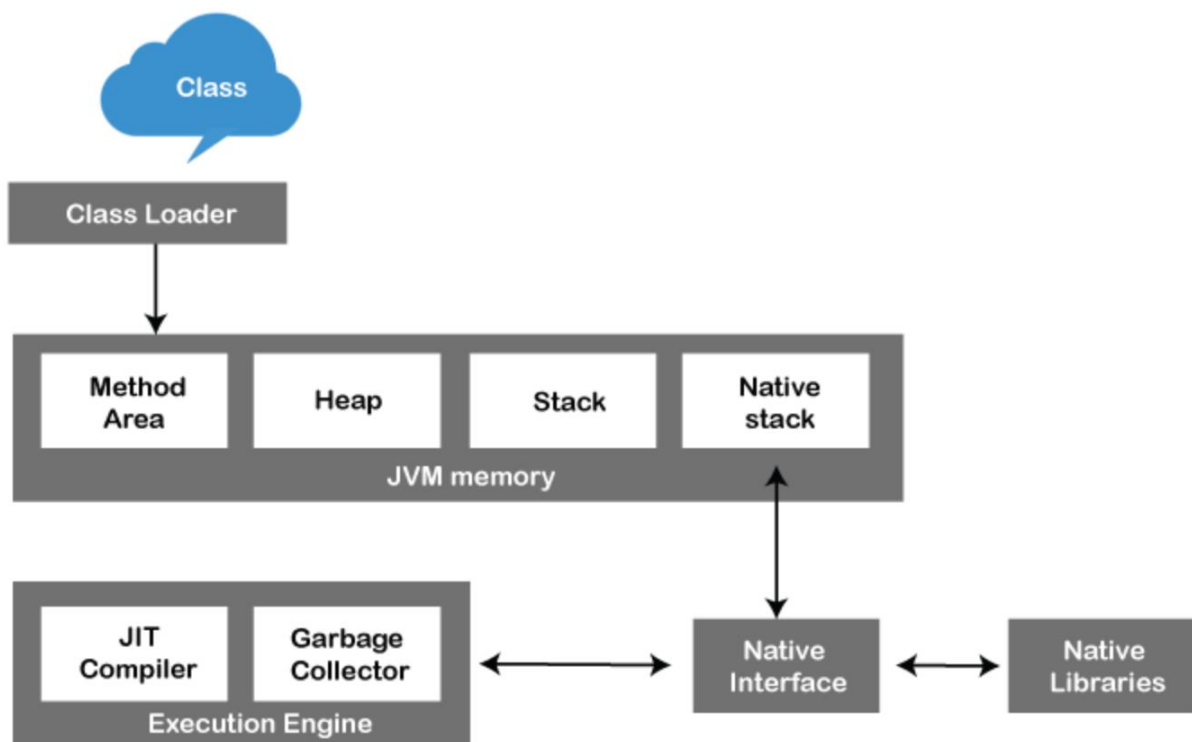 Class
Class Loader
Method
Area
Heap
Stack
Native
stack
JVM memory
JIT
Compiler
Garbage
Collector
Execution Engine
Native
Interface
Native
Libraries